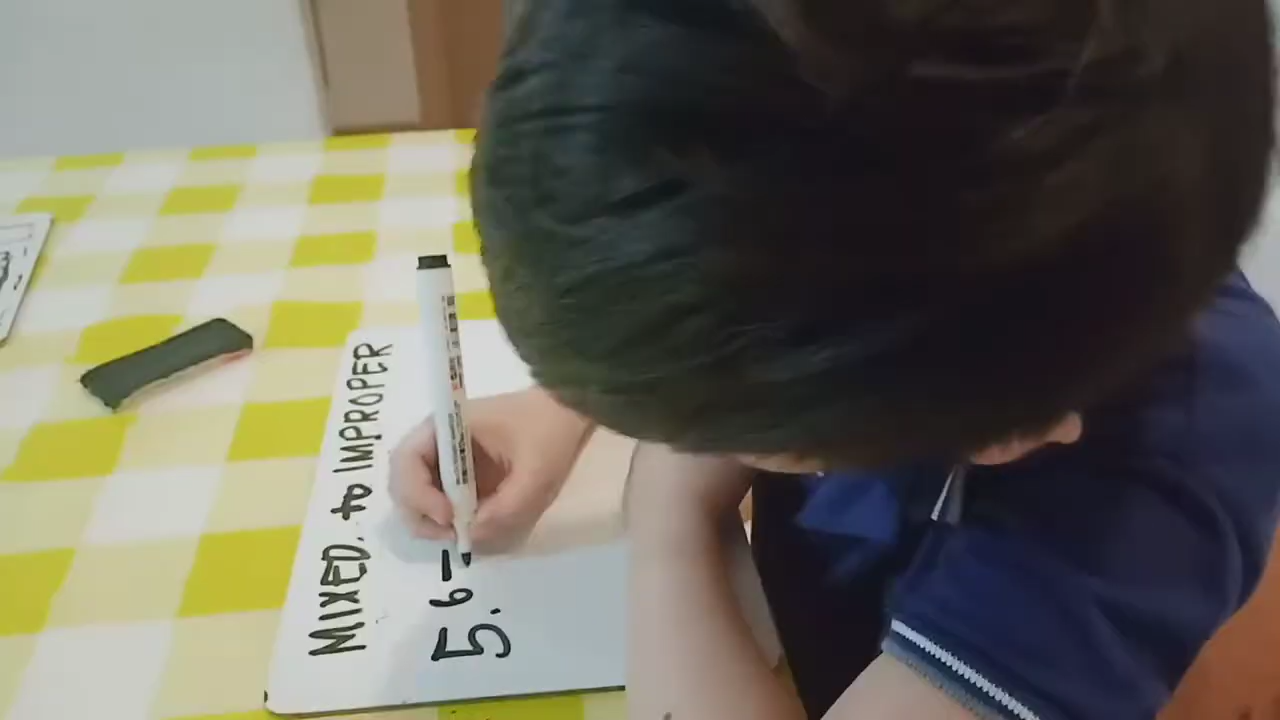 MIXED. to IMPROPER
5. 6 =